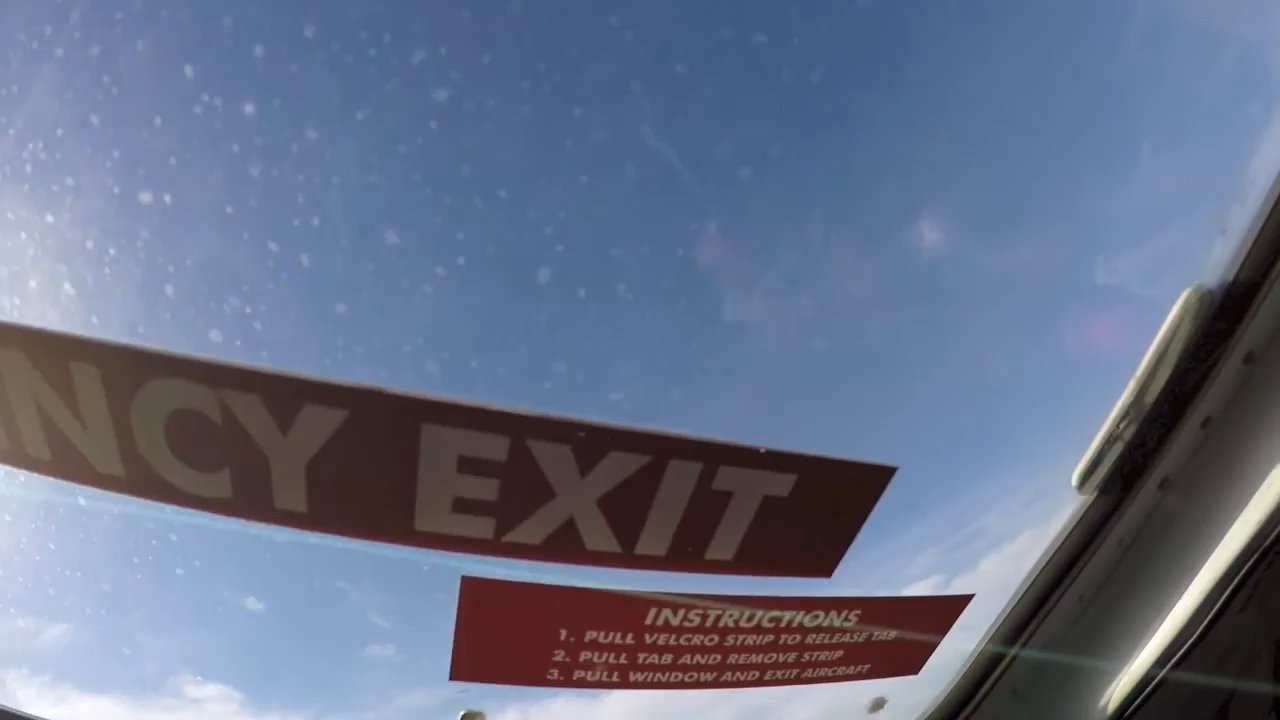 NCY EXIT
INSTRUCTIONS
1. PULL VELCRO STRIP TO RELEASE TAB
2. PULL TAB AND REMOVE STRIP
3. PULL WINDOW AND EXIT AIRCRAFT